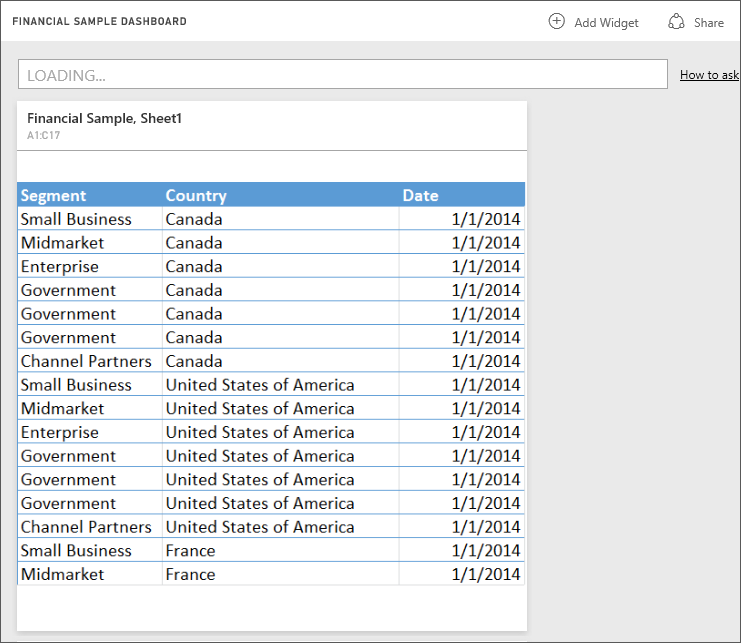 FINANCIAL SAMPLE DASHBOARD Add Widget Share
LOADING... How to ask
Financial Sample, Sheet1
A1:C17
Segment Country Date
Small Business Canada 1/1/2014
Midmarket Canada 1/1/2014
Enterprise Canada 1/1/2014
Government Canada 1/1/2014
Government Canada 1/1/2014
Government Canada 1/1/2014
Channel Partners Canada 1/1/2014
Small Business United States of America 1/1/2014
Midmarket United States of America 1/1/2014
Enterprise United States of America 1/1/2014
Government United States of America 1/1/2014
Government United States of America 1/1/2014
Government United States of America 1/1/2014
Channel Partners United States of America 1/1/2014
Small Business France 1/1/2014
Midmarket France 1/1/2014